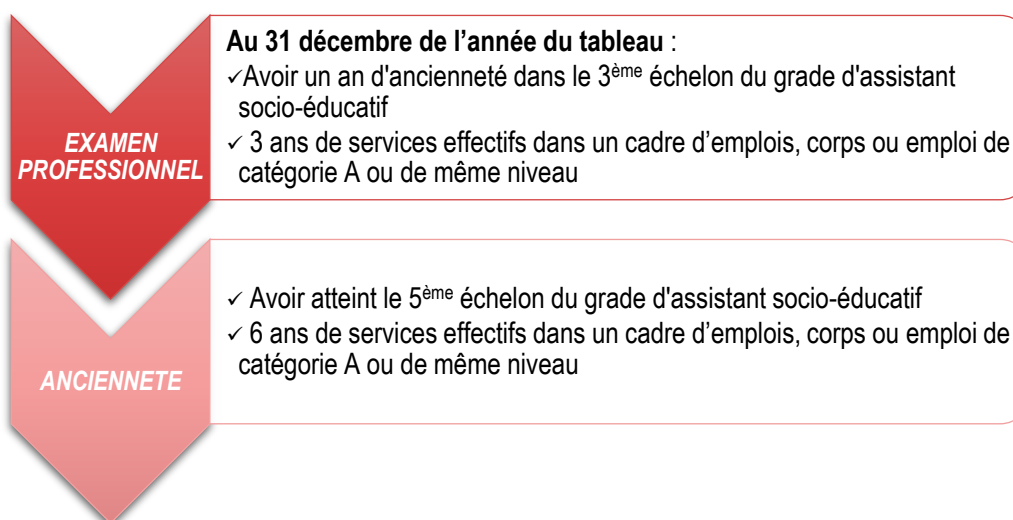 EXAMEN
PROFESSIONNEL
Au 31 décembre de l’année du tableau :
✓Avoir un an d'ancienneté dans le 3ème échelon du grade d'assistant
socio-éducatif
✓ 3 ans de services effectifs dans un cadre d’emplois, corps ou emploi de
catégorie A ou de même niveau
ANCIENNETE
✓ Avoir atteint le 5ème échelon du grade d'assistant socio-éducatif
✓ 6 ans de services effectifs dans un cadre d’emplois, corps ou emploi de
catégorie A ou de même niveau